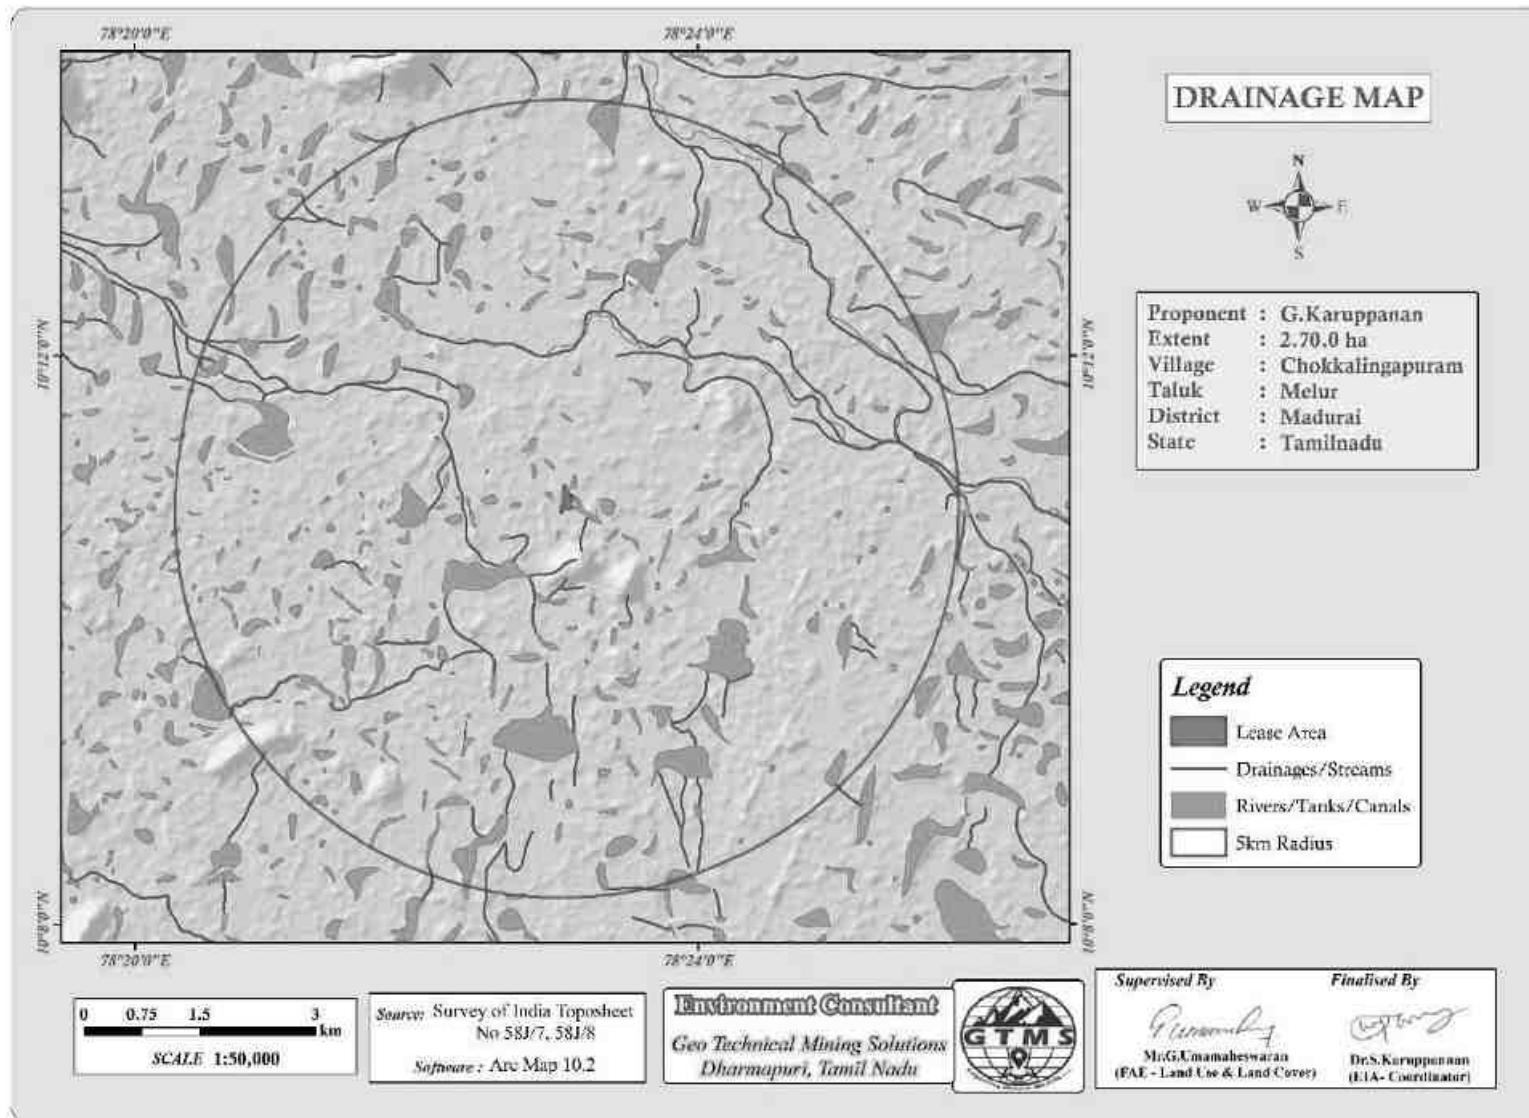 78°20'0"E 78°24'0"E
DRAINAGE MAP
N
W E
S
10°12'0"N 10°12'0"N
Proponent : G.Karuppanan
Extent : 2.70.0 ha
Village : Chokkalingapuram
Taluk : Melur
District : Madurai
State : Tamilnadu
Legend
Lease Area
Drainages/Streams
Rivers/Tanks/Canals
5km Radius
10°8'0"N 10°8'0"N
78°20'0"E 78°24'0"E
0 0.75 1.5 3
km
SCALE 1:50,000
Source: Survey of India Toposheet
No 58J/7, 58J/8
Software : Arc Map 10.2
Environment Consultant
Geo Technical Mining Solutions
Dharmapuri, Tamil Nadu
GTMS
Supervised By Finalised By
Mr.G.Umamaheswaran
(FAE - Land Use & Land Cover)
Dr.S.Karuppannan
(EIA- Coordinator)